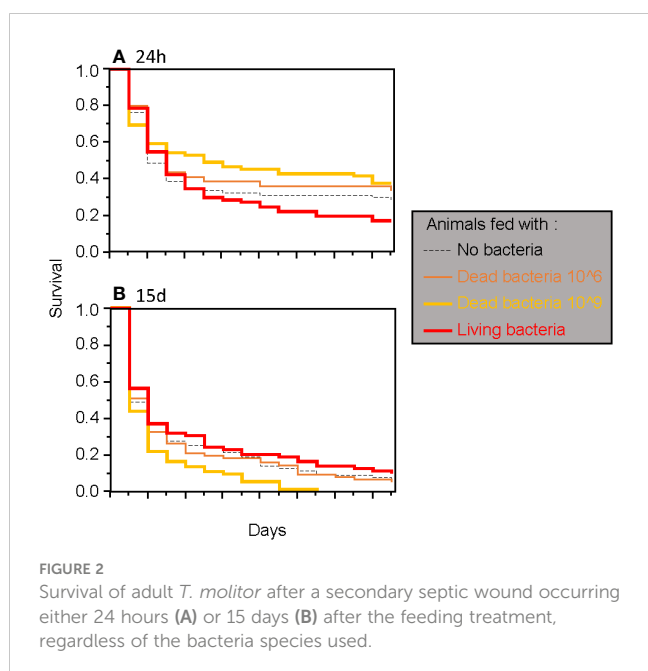 A 24h
1.0
0.8
0.6
0.4
0.2
0.0
Survival
B 15d
1.0
0.8
0.6
0.4
0.2
0.0
Days
Animals fed with :
No bacteria
Dead bacteria 10^6
Dead bacteria 10^9
Living bacteria
FIGURE 2
Survival of adult T. molitor after a secondary septic wound occurring
either 24 hours (A) or 15 days (B) after the feeding treatment,
regardless of the bacteria species used.